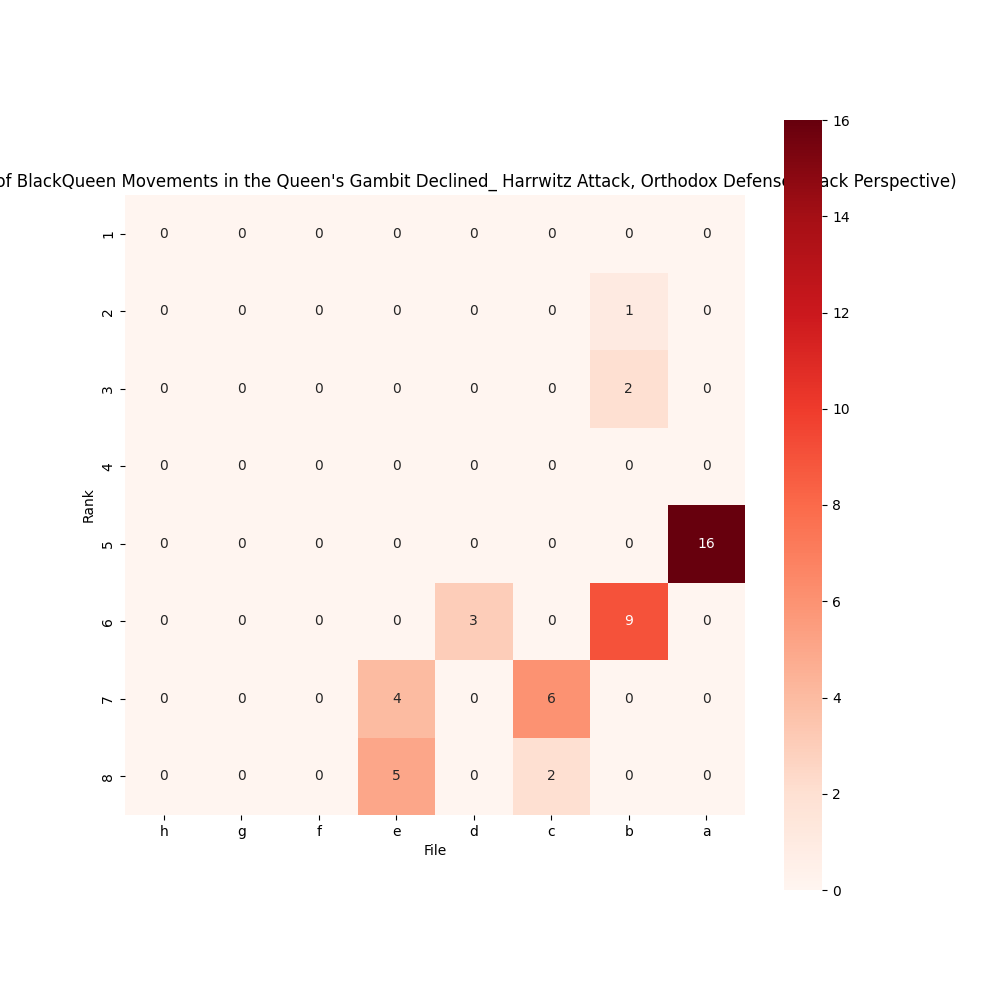 of BlackQueen Movements in the Queen's Gambit Declined_ Harrwitz Attack, Orthodox Defense Perspective)
16
14
12
10
8
6
4
2
0
Rank
1 0 0 0 0 0 0 0 0
2 0 0 0 0 0 0 1 0
3 0 0 0 0 0 0 2 0
4 0 0 0 0 0 0 0 0
5 0 0 0 0 0 0 0 16
6 0 0 0 0 3 0 9 0
7 0 0 0 4 0 6 0 0
8 0 0 0 5 0 2 0 0
h g f e d c b a
File